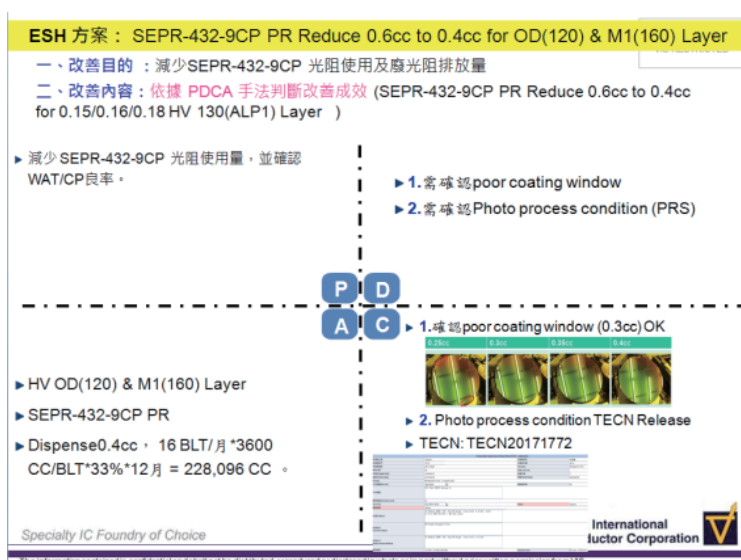 ESH 方案： SEPR-432-9CP PR Reduce 0.6cc to 0.4cc for OD(120) & M1(160) Layer
一、改善目的 ：減少SEPR-432-9CP 光阻使用及廢光阻排放量
二、改善內容：依據 PDCA 手法判斷改善成效 (SEPR-432-9CP PR Reduce 0.6cc to 0.4cc
for 0.15/0.16/0.18 HV 130(ALP1) Layer ）
減少SEPR-432-9CP 光阻使用量，並確認
WAT/CP良率。
1.需確認poor coating window
2.需確認Photo process condition (PRS)
P D
A C
1.確認poor coating window (0.3cc) OK
0.25cc 0.3cc 0.35cc 0.4cc
2. Photo process condition TECN Release
TECN: TECN20171772
HV OD(120) & M1(160) Layer
SEPR-432-9CP PR
Dispense0.4cc， 16 BLT/月*3600
CC/BLT*33%*12月 = 228,096 CC 。
Specialty IC Foundry of Choice
International
ductor Corporation